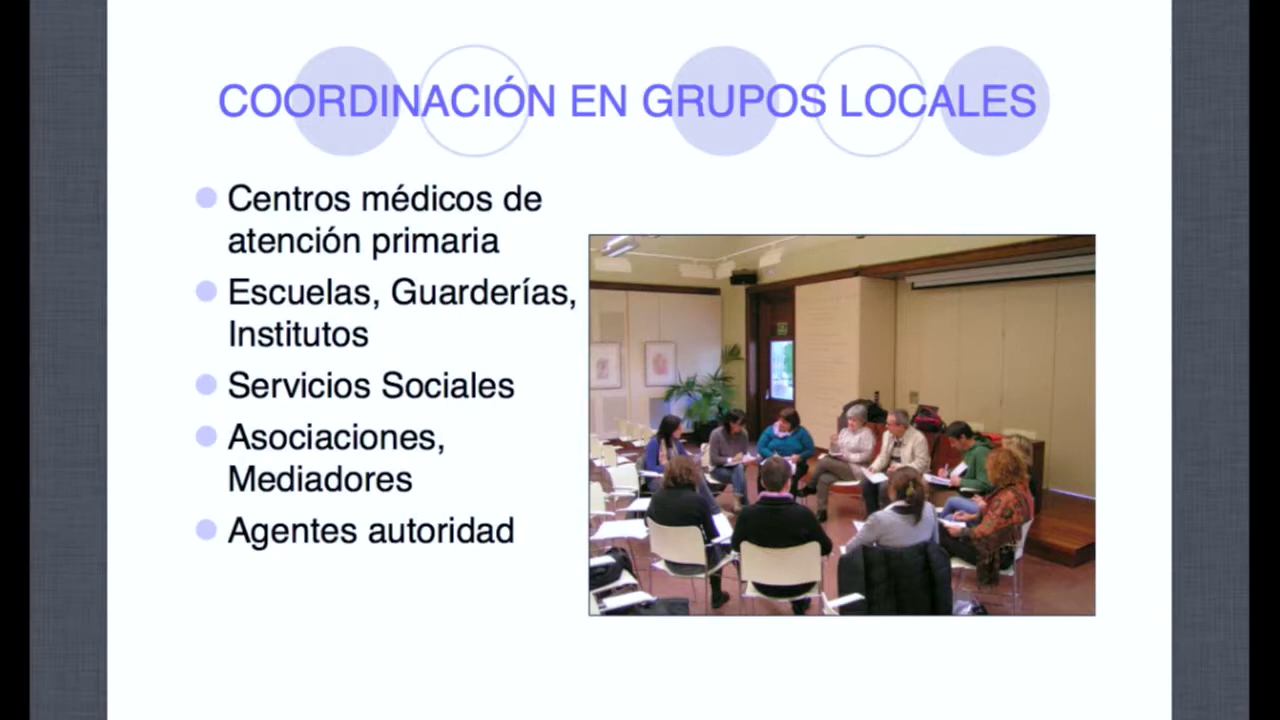 COORDINACIÓN EN GRUPOS LOCALES
Centros médicos de
atención primaria
Escuelas, Guarderías,
Institutos
Servicios Sociales
Asociaciones,
Mediadores
Agentes autoridad